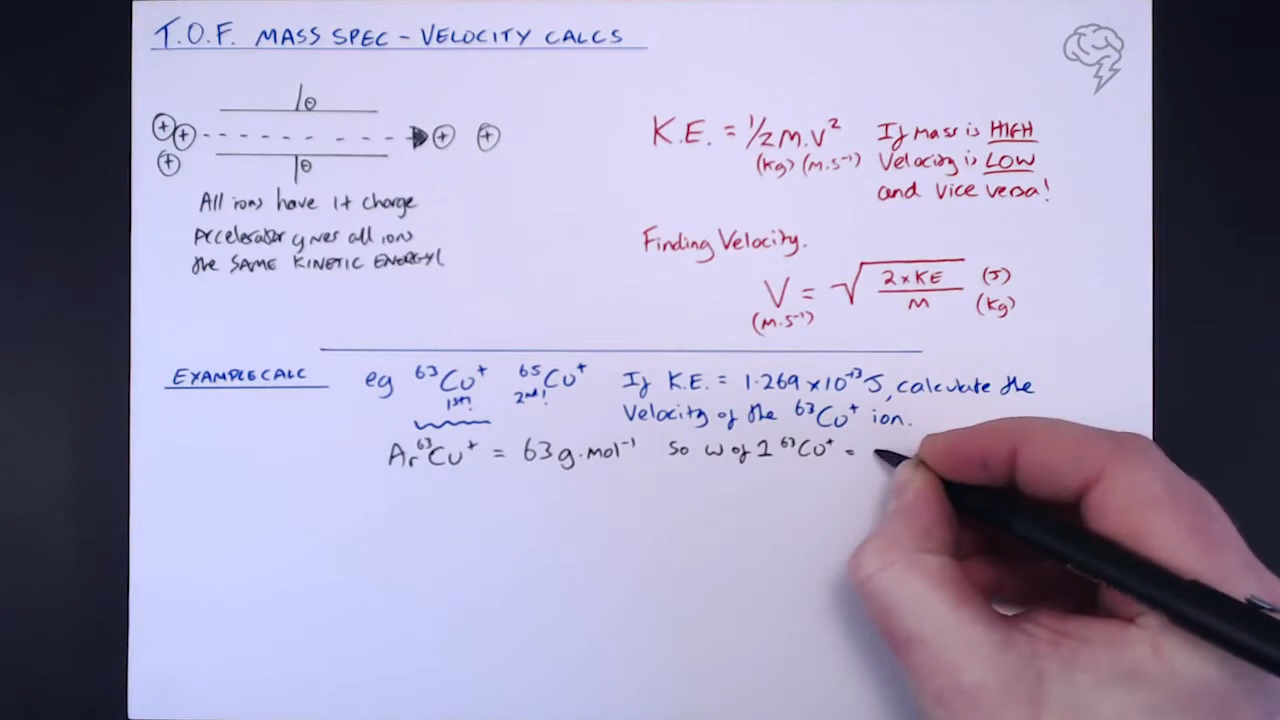 T.O.F. MASS SPEC – VELOCITY CALCS
All ions have 1+ charge
Accelerator gives all ions
the SAME KINETIC ENERGY!
K.E. = 1/2 M.V²
(kg) (m.s⁻¹)
If mass is HIGH
Velocity is LOW
and vice versa!
Finding Velocity.
V = √ 2 × KE / M
(m.s⁻¹)
(J)
(kg)
EXAMPLE CALC
eg ⁶³Cu⁺ ⁶⁵Cu⁺ If K.E. = 1.269 × 10⁻¹³ J, calculate the
1st! 2nd!
Velocity of the ⁶³Cu⁺ ion.
Ar ⁶³Cu⁺ = 63 g.mol⁻¹ So w of 1 ⁶³Cu⁺ =